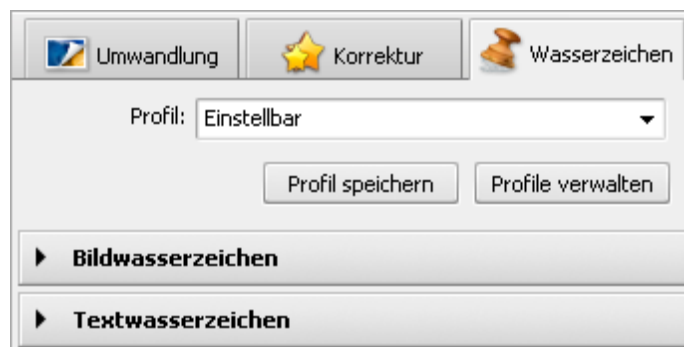 Umwandlung Korrektur Wasserzeichen
Profil: Einstellbar
Profil speichern Profile verwalten
Bildwasserzeichen
Textwasserzeichen